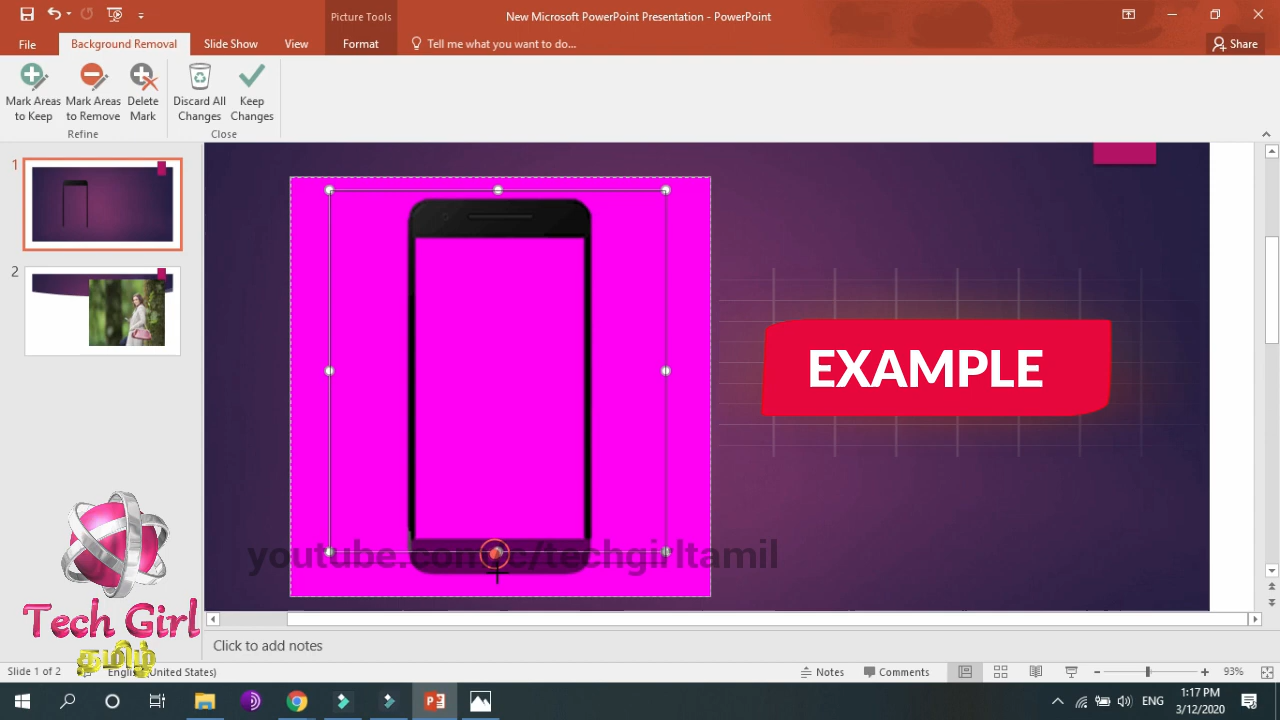 Picture Tools
New Microsoft PowerPoint Presentation - PowerPoint
File
Background Removal
Slide Show
View
Format
Tell me what you want to do...
Share
Mark Areas to Keep
Mark Areas to Remove
Delete Mark
Discard All Changes
Keep Changes
Refine
Close
1
2
EXAMPLE
youtube.com/c/techgirltamil
Tech Girl
தமிழ்
Click to add notes
Slide 1 of 2
English (United States)
Notes
Comments
93%
ENG
1:17 PM
3/12/2020